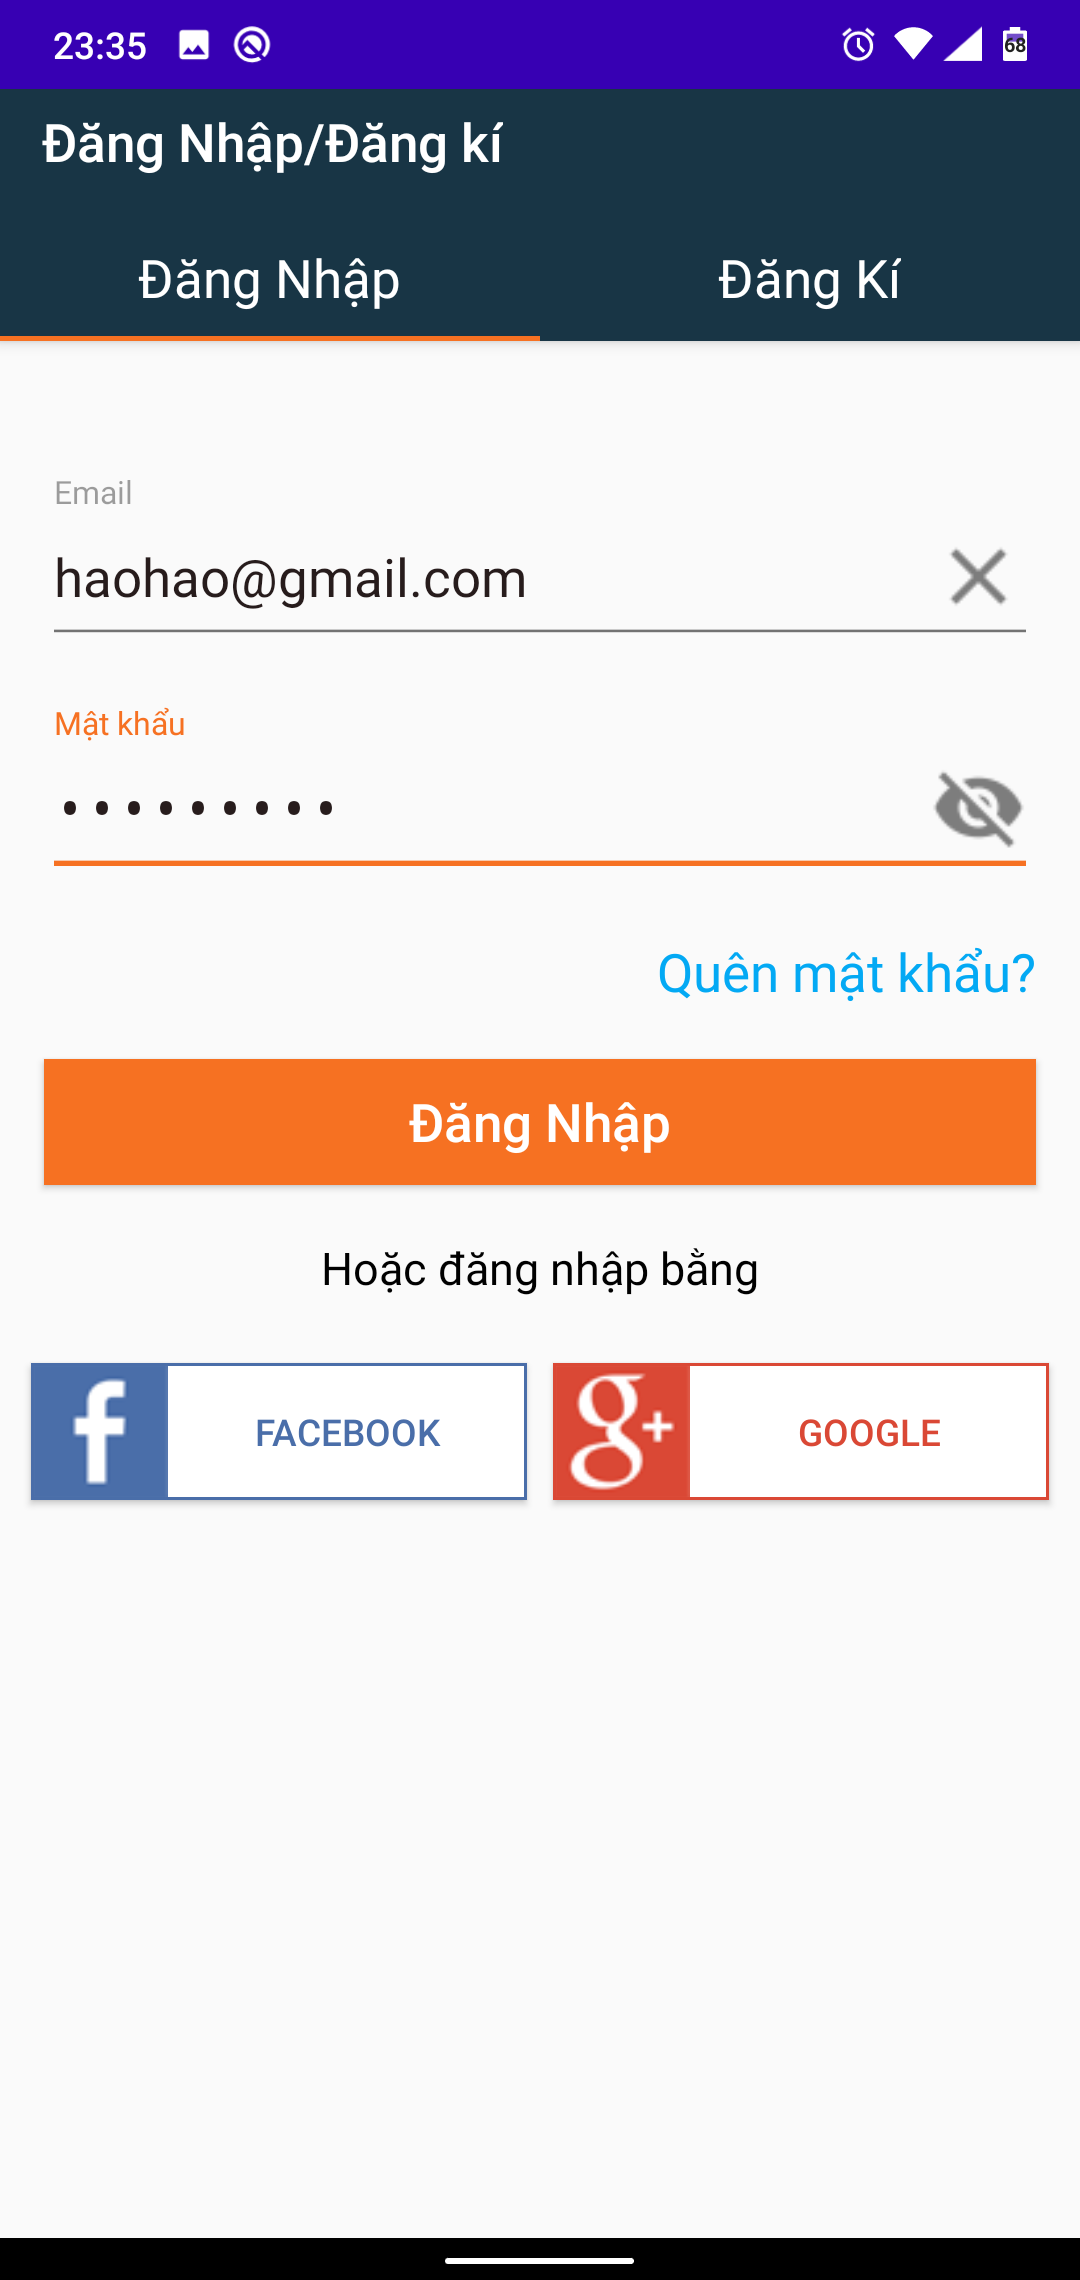 23:35
68
Đăng Nhập/Đăng kí
Đăng Nhập
Đăng Kí
Email
haohao@gmail.com
Mật khẩu
•••••••••
Quên mật khẩu?
Đăng Nhập
Hoặc đăng nhập bằng
f
FACEBOOK
g+
GOOGLE